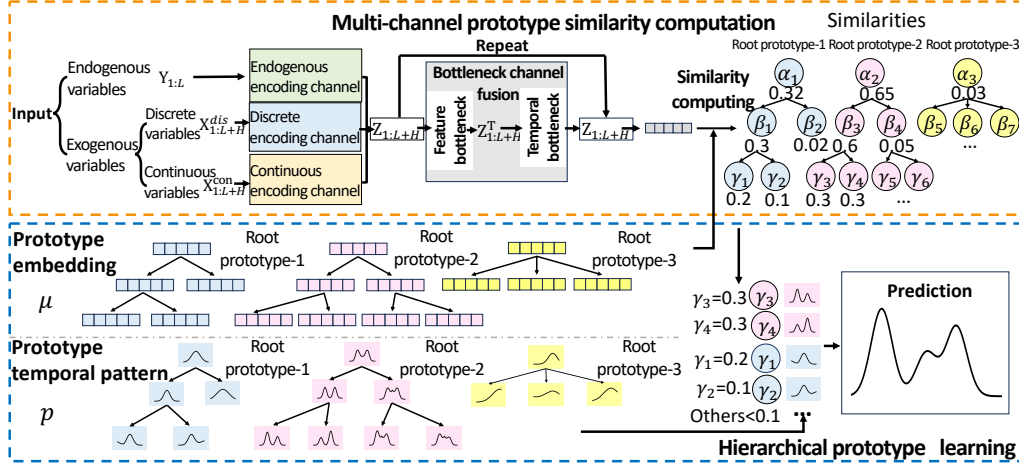 Multi-channel prototype similarity computation
Similarities
Repeat
Root prototype-1 Root prototype-2 Root prototype-3
Input
Endogenous
variables
Y₁:L
Exogenous
variables
Discrete
variables
X^dis_1:L+H
Continuous
variables
X^con_1:L+H
Endogenous
encoding channel
Discrete
encoding channel
Continuous
encoding channel
Z₁:L+H
Bottleneck channel
fusion
Feature
bottleneck
Z^T_1:L+H
Temporal
bottleneck
Z₁:L+H
Similarity
computing
α₁ α₂ α₃
0.32 0.65 0.03
β₁ β₂ β₃ β₄ β₅ β₆ β₇
0.3 0.02 0.6 0.05 ...
γ₁ γ₂ γ₃ γ₄ γ₅ γ₆
0.2 0.1 0.3 0.3 ...
Prototype
embedding
μ
Root
prototype-1
Root
prototype-2
Root
prototype-3
Prototype
temporal pattern
p
Root
prototype-1
Root
prototype-2
Root
prototype-3
γ₃=0.3 γ₃
γ₄=0.3 γ₄
γ₁=0.2 γ₁
γ₂=0.1 γ₂
Others<0.1 ...
Prediction
Hierarchical prototype learning